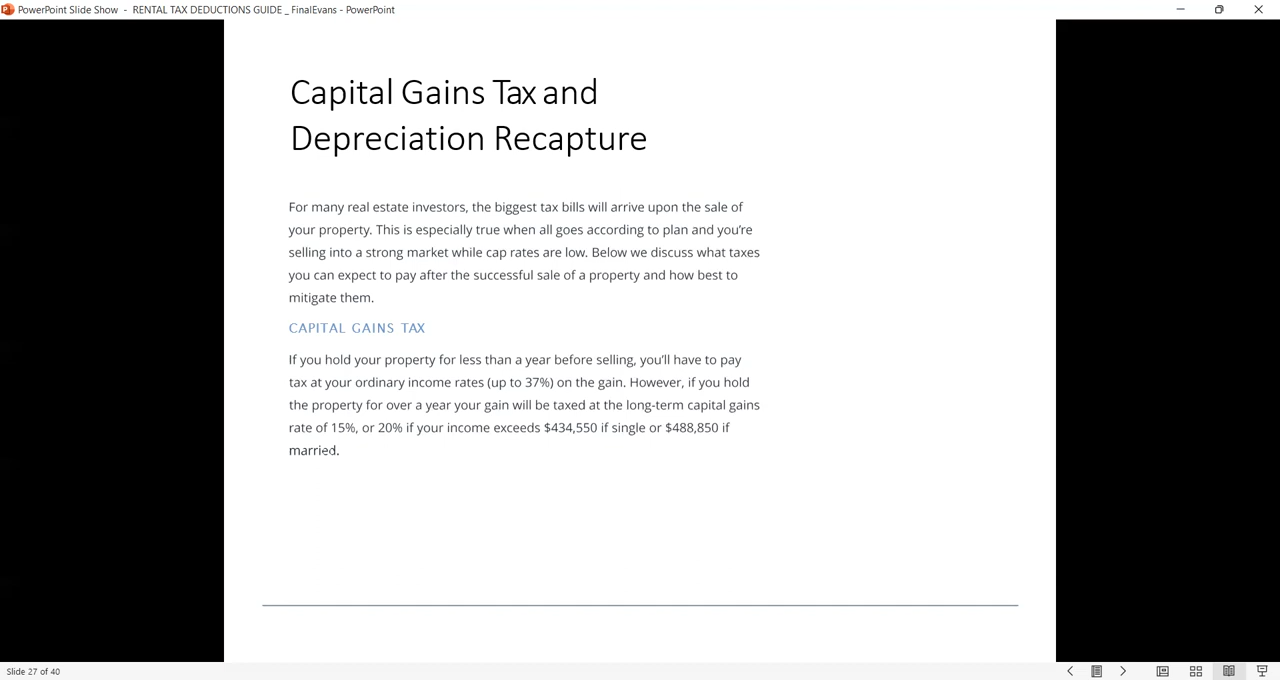 PowerPoint Slide Show - RENTAL TAX DEDUCTIONS GUIDE _ FinalEvans - PowerPoint
Capital Gains Tax and
Depreciation Recapture
For many real estate investors, the biggest tax bills will arrive upon the sale of
your property. This is especially true when all goes according to plan and you're
selling into a strong market while cap rates are low. Below we discuss what taxes
you can expect to pay after the successful sale of a property and how best to
mitigate them.
CAPITAL GAINS TAX
If you hold your property for less than a year before selling, you'll have to pay
tax at your ordinary income rates (up to 37%) on the gain. However, if you hold
the property for over a year your gain will be taxed at the long-term capital gains
rate of 15%, or 20% if your income exceeds $434,550 if single or $488,850 if
married.
Slide 27 of 40